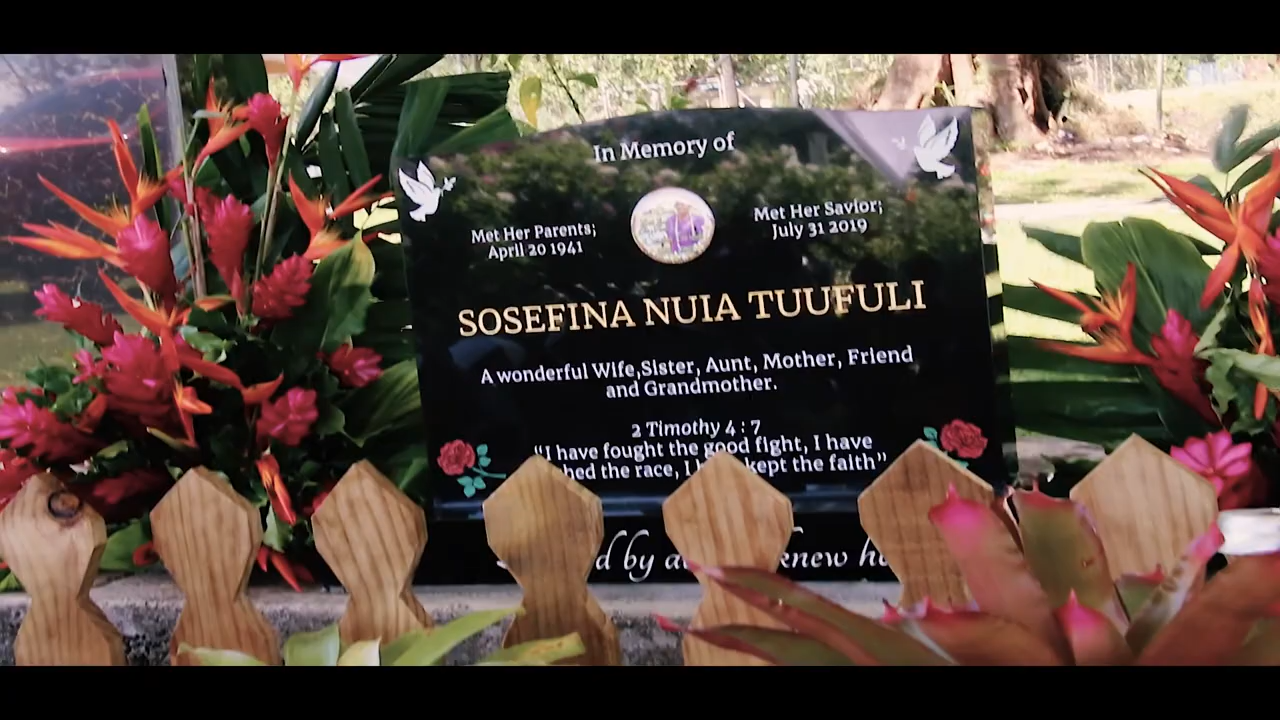 In Memory of
Met Her Parents;
April 20 1941
Met Her Savior;
July 31 2019
SOSEFINA NUIA TUUFULI
A wonderful Wife,Sister, Aunt, Mother, Friend
and Grandmother.
2 Timothy 4 : 7
“I have fought the good fight, I have
the race, I kept the faith”
by knew